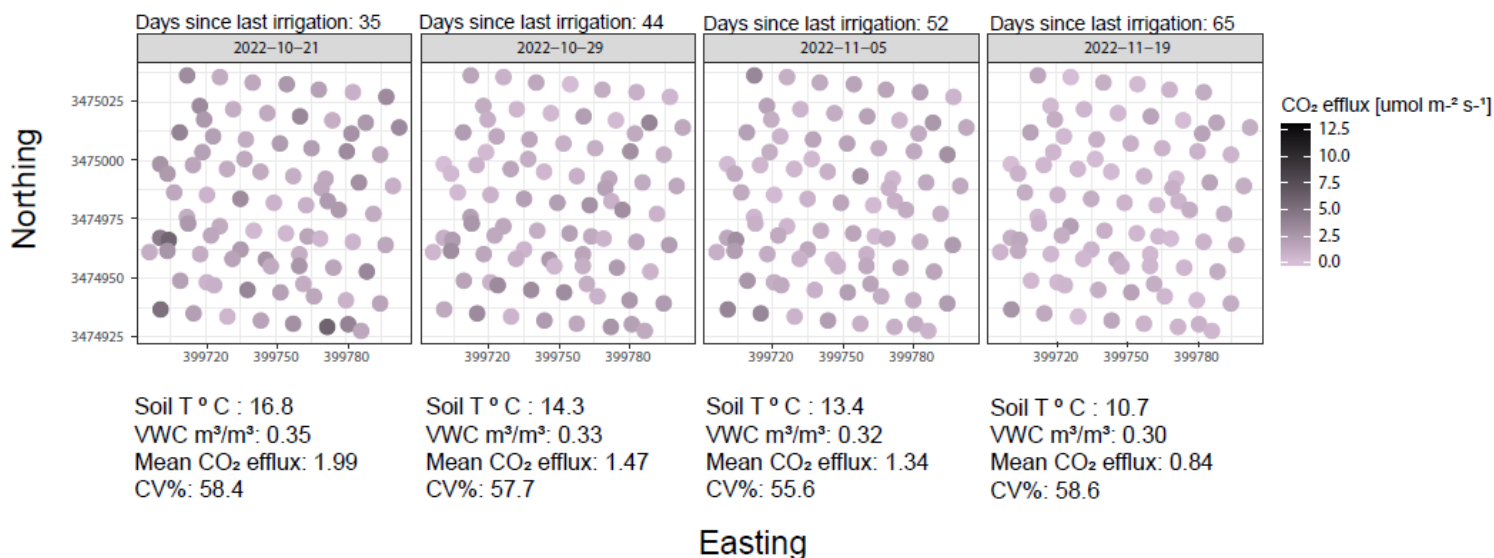 Days since last irrigation: 35
Days since last irrigation: 44
Days since last irrigation: 52
Days since last irrigation: 65
2022−10−21
2022−10−29
2022−11−05
2022−11−19
Northing
3475025
3475000
3474975
3474950
3474925
399720 399750 399780
399720 399750 399780
399720 399750 399780
399720 399750 399780
CO₂ efflux [umol m-² s-¹]
12.5
10.0
7.5
5.0
2.5
0.0
Soil T º C : 16.8
VWC m³/m³: 0.35
Mean CO₂ efflux: 1.99
CV%: 58.4
Soil T º C : 14.3
VWC m³/m³: 0.33
Mean CO₂ efflux: 1.47
CV%: 57.7
Soil T º C : 13.4
VWC m³/m³: 0.32
Mean CO₂ efflux: 1.34
CV%: 55.6
Soil T º C : 10.7
VWC m³/m³: 0.30
Mean CO₂ efflux: 0.84
CV%: 58.6
Easting